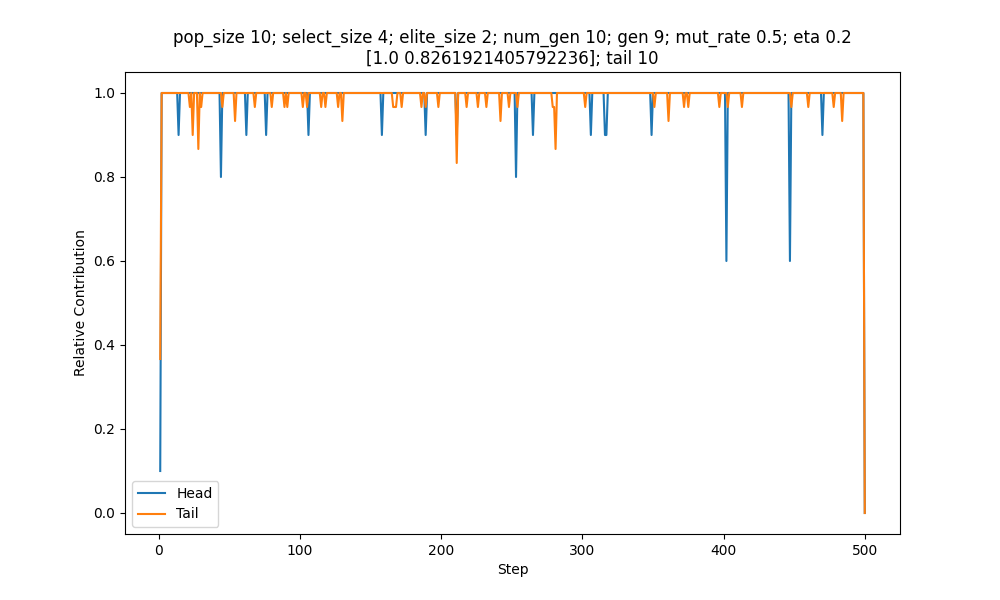 pop_size 10; select_size 4; elite_size 2; num_gen 10; gen 9; mut_rate 0.5; eta 0.2
[1.0 0.8261921405792236]; tail 10
Relative Contribution
1.0
0.8
0.6
0.4
0.2
0.0
Head
Tail
0
100
200
300
400
500
Step